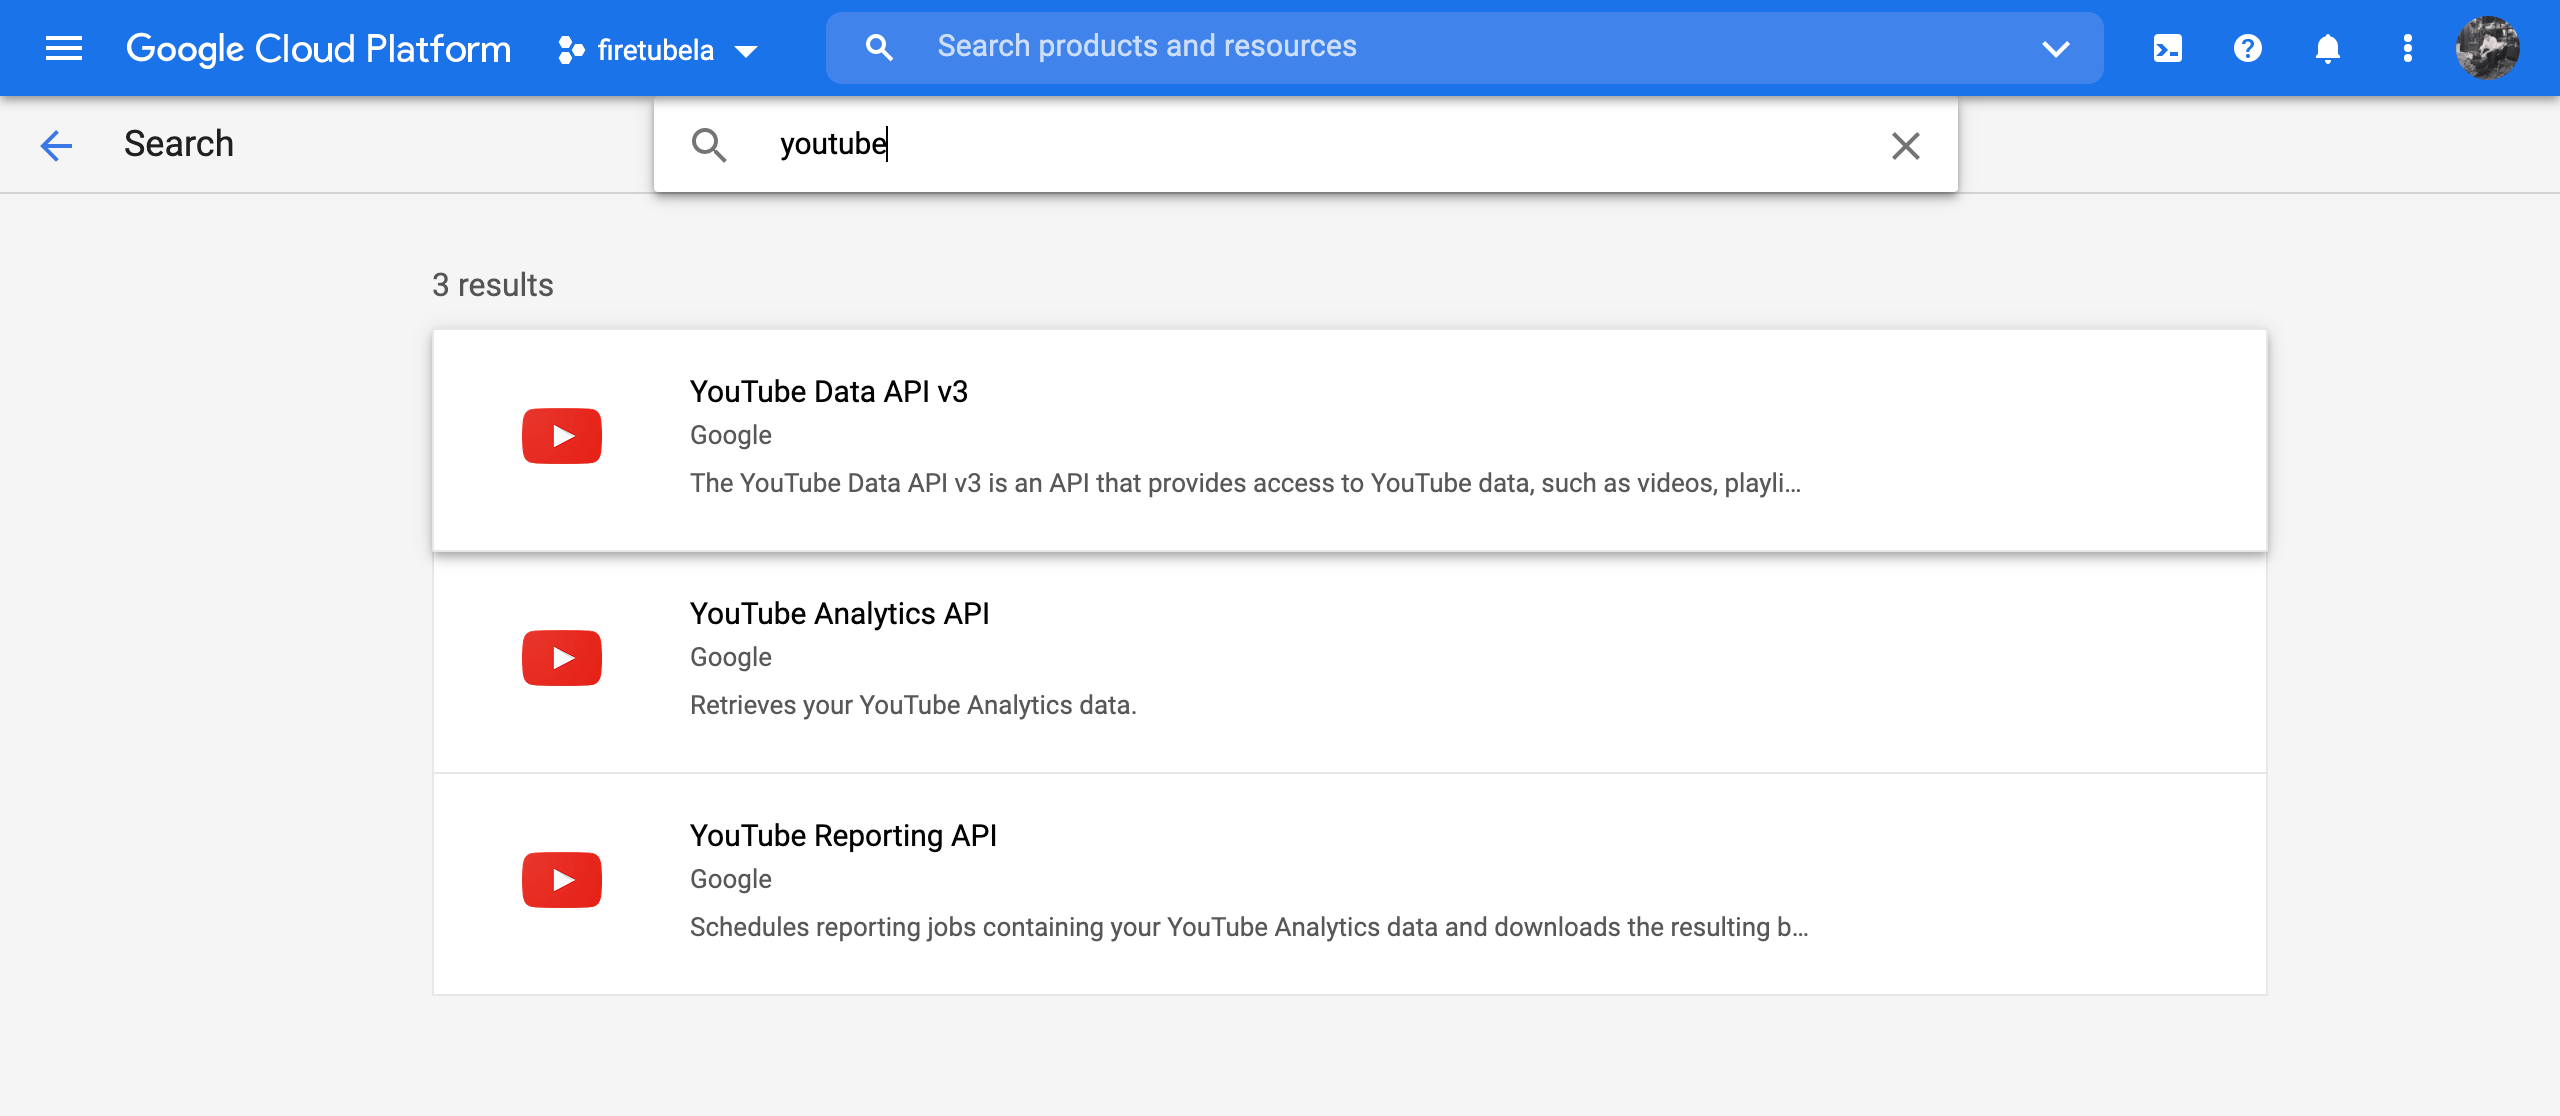 Google Cloud Platform
firetubela
Search products and resources
Search
youtube
3 results
YouTube Data API v3
Google
The YouTube Data API v3 is an API that provides access to YouTube data, such as videos, playli...
YouTube Analytics API
Google
Retrieves your YouTube Analytics data.
YouTube Reporting API
Google
Schedules reporting jobs containing your YouTube Analytics data and downloads the resulting b...